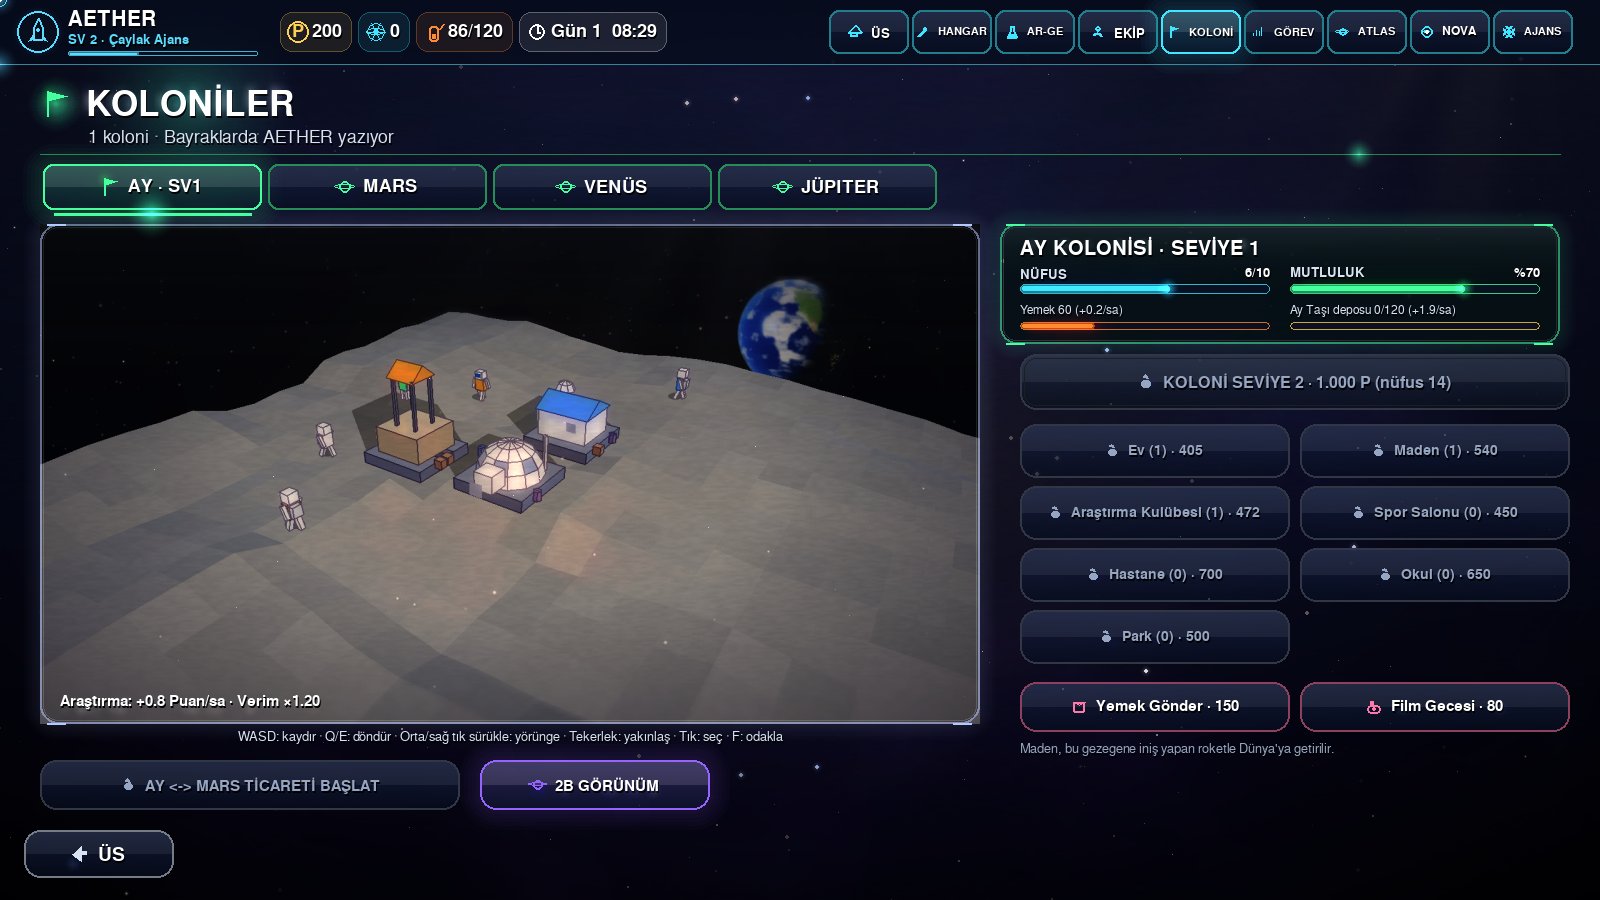 AETHER
SV 2 · Çaylak Ajans
P 200
0
86/120
Gün 1 08:29
ÜS
HANGAR
AR-GE
EKİP
KOLONİ
GÖREV
ATLAS
NOVA
AJANS
KOLONİLER
1 koloni · Bayraklarda AETHER yazıyor
AY · SV1
MARS
VENÜS
JÜPITER
AY KOLONİSİ · SEVİYE 1
NÜFUS 6/10
MUTLULUK %70
Yemek 60 (+0.2/sa)
Ay Taşı deposu 0/120 (+1.9/sa)
KOLONİ SEVİYE 2 · 1.000 P (nüfus 14)
Ev (1) · 405
Maden (1) · 540
Araştırma Kulübesi (1) · 472
Spor Salonu (0) · 450
Hastane (0) · 700
Okul (0) · 650
Park (0) · 500
Yemek Gönder · 150
Film Gecesi · 80
Maden, bu gezegene iniş yapan roketle Dünya'ya getirilir.
Araştırma: +0.8 Puan/sa · Verim ×1.20
WASD: kaydır · Q/E: döndür · Orta/sağ tık sürükle: yörünge · Tekerlek: yakınlaş · Tık: seç · F: odakla
AY <-> MARS TİCARETİ BAŞLAT
2B GÖRÜNÜM
ÜS